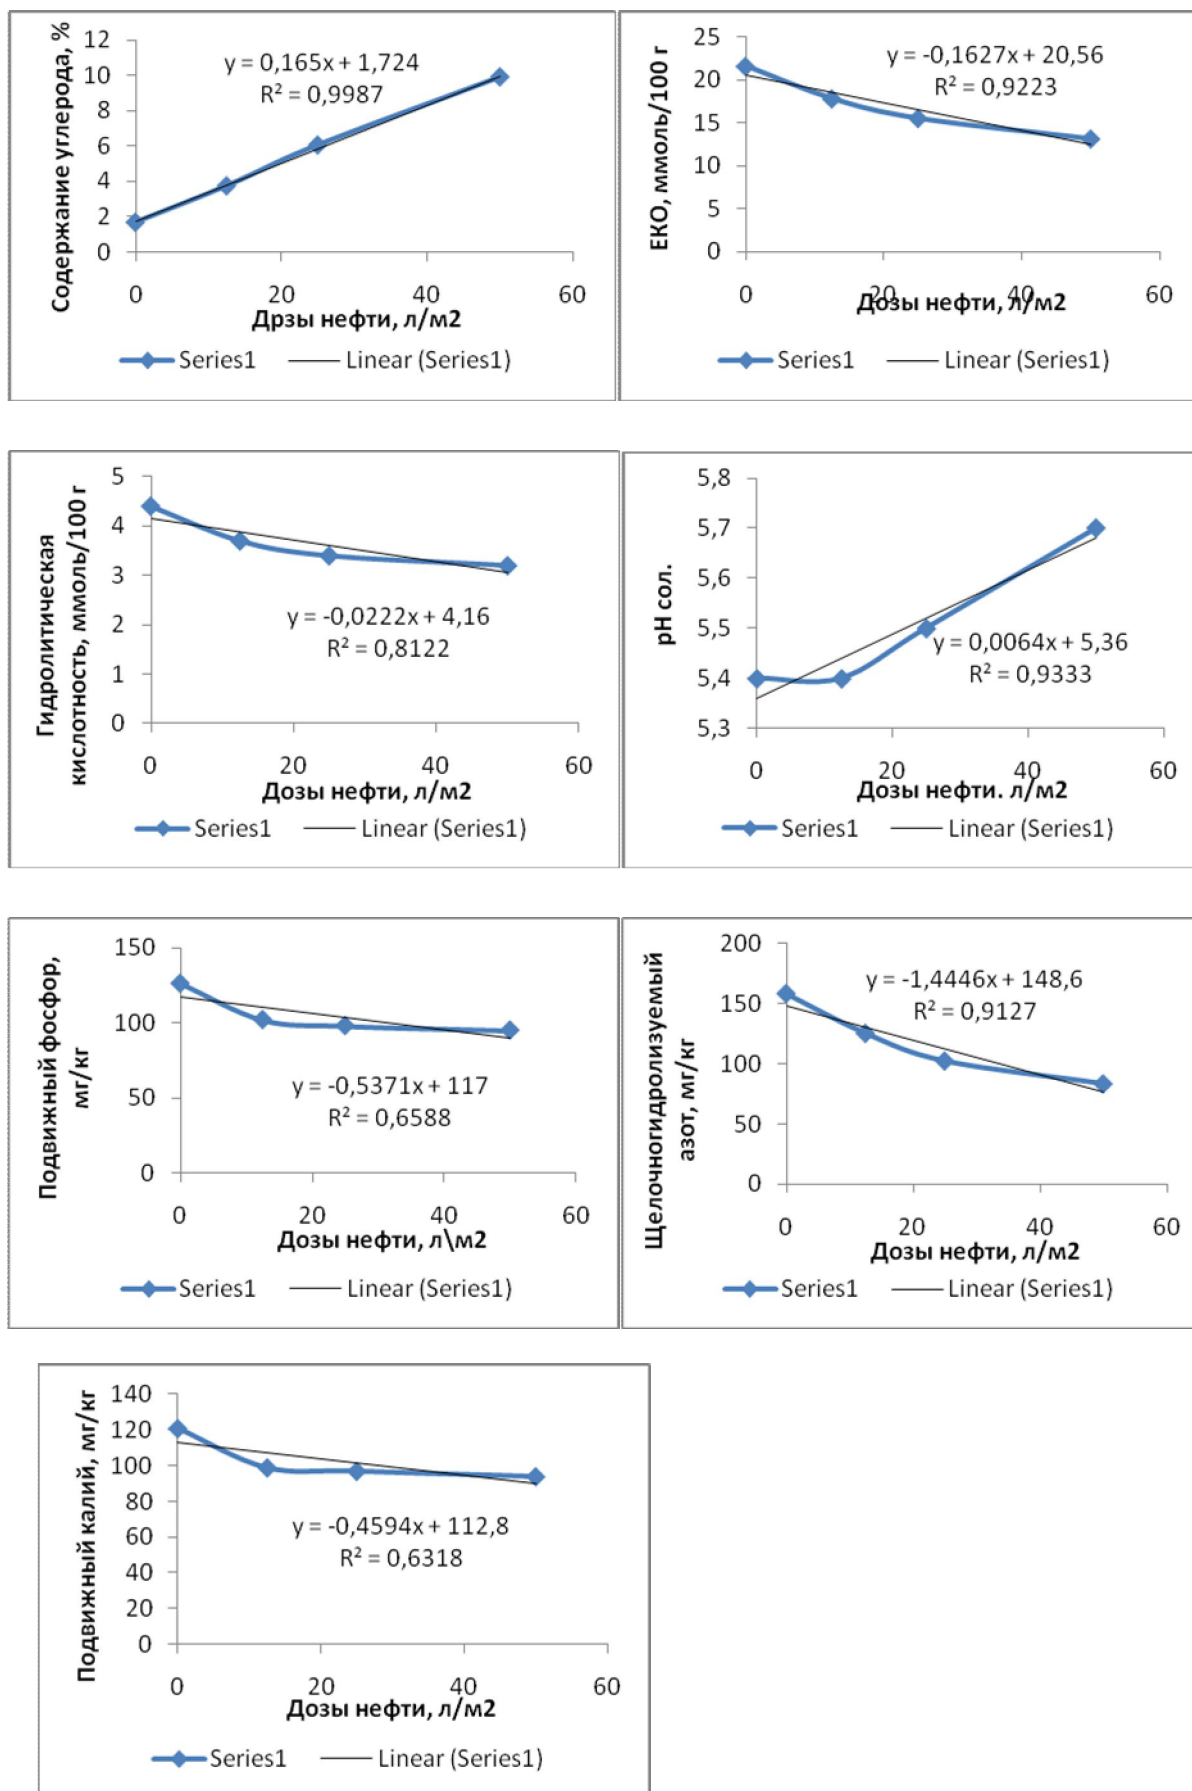 Содержание углерода, %
12
10
8
6
4
2
0
y = 0,165x + 1,724
R² = 0,9987
0 20 40 60
Дрзы нефти, л/м2
Series1 Linear (Series1)
ЕКО, ммоль/100 г
25
20
15
10
5
0
y = -0,1627x + 20,56
R² = 0,9223
0 20 40 60
Дозы нефти, л/м2
Series1 Linear (Series1)
Гидролитическая
кислотность, ммоль/100 г
5
4
3
2
1
0
y = -0,0222x + 4,16
R² = 0,8122
0 20 40 60
Дозы нефти, л/м2
Series1 Linear (Series1)
рН сол.
5,8
5,7
5,6
5,5
5,4
5,3
y = 0,0064x + 5,36
R² = 0,9333
0 20 40 60
Дозы нефти. л/м2
Series1 Linear (Series1)
Подвижный фосфор,
мг/кг
150
100
50
0
y = -0,5371x + 117
R² = 0,6588
0 20 40 60
Дозы нефти, л\м2
Series1 Linear (Series1)
Щелочногидролизуемый
азот, мг/кг
200
150
100
50
0
y = -1,4446x + 148,6
R² = 0,9127
0 20 40 60
Дозы нефти, л/м2
Series1 Linear (Series1)
Подвижный калий, мг/кг
140
120
100
80
60
40
20
0
y = -0,4594x + 112,8
R² = 0,6318
0 20 40 60
Дозы нефти, л/м2
Series1 Linear (Series1)